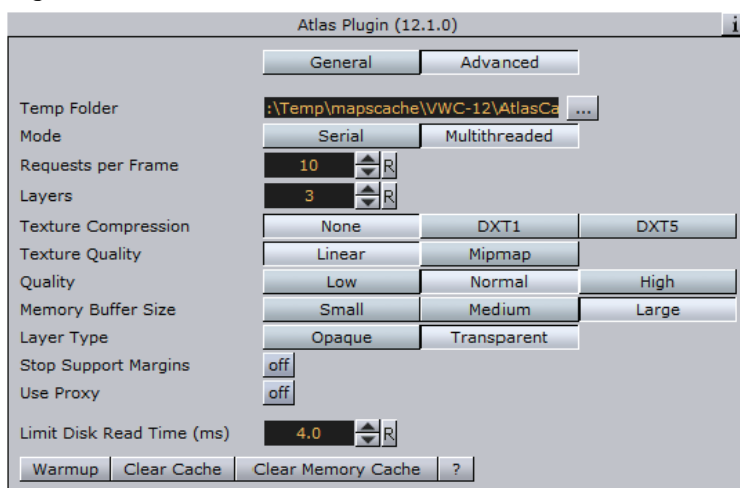 Atlas Plugin (12.1.0) i
General Advanced
Temp Folder :\Temp\mapscache\VWC-12\AtlasCa ...
Mode Serial Multithreaded
Requests per Frame 10 R
Layers 3 R
Texture Compression None DXT1 DXT5
Texture Quality Linear Mipmap
Quality Low Normal High
Memory Buffer Size Small Medium Large
Layer Type Opaque Transparent
Stop Support Margins off
Use Proxy off
Limit Disk Read Time (ms) 4.0 R
Warmup Clear Cache Clear Memory Cache ?